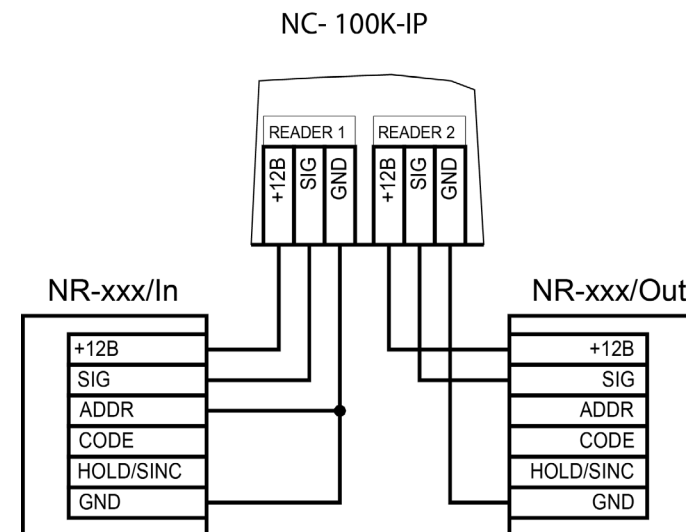 NC- 100K-IP
READER 1
READER 2
+12B
SIG
GND
+12B
SIG
GND
NR-xxx/In
+12B
SIG
ADDR
CODE
HOLD/SINC
GND
NR-xxx/Out
+12B
SIG
ADDR
CODE
HOLD/SINC
GND